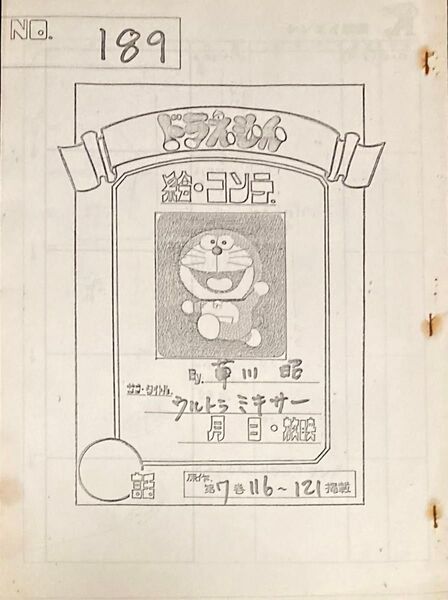 NO. 189
ドラえもん
絵・コンテ
By. 草川 昭
サブ・タイトル
ウルトラミキサー
月 日・放映
話
原作 第7巻 116~121 掲載